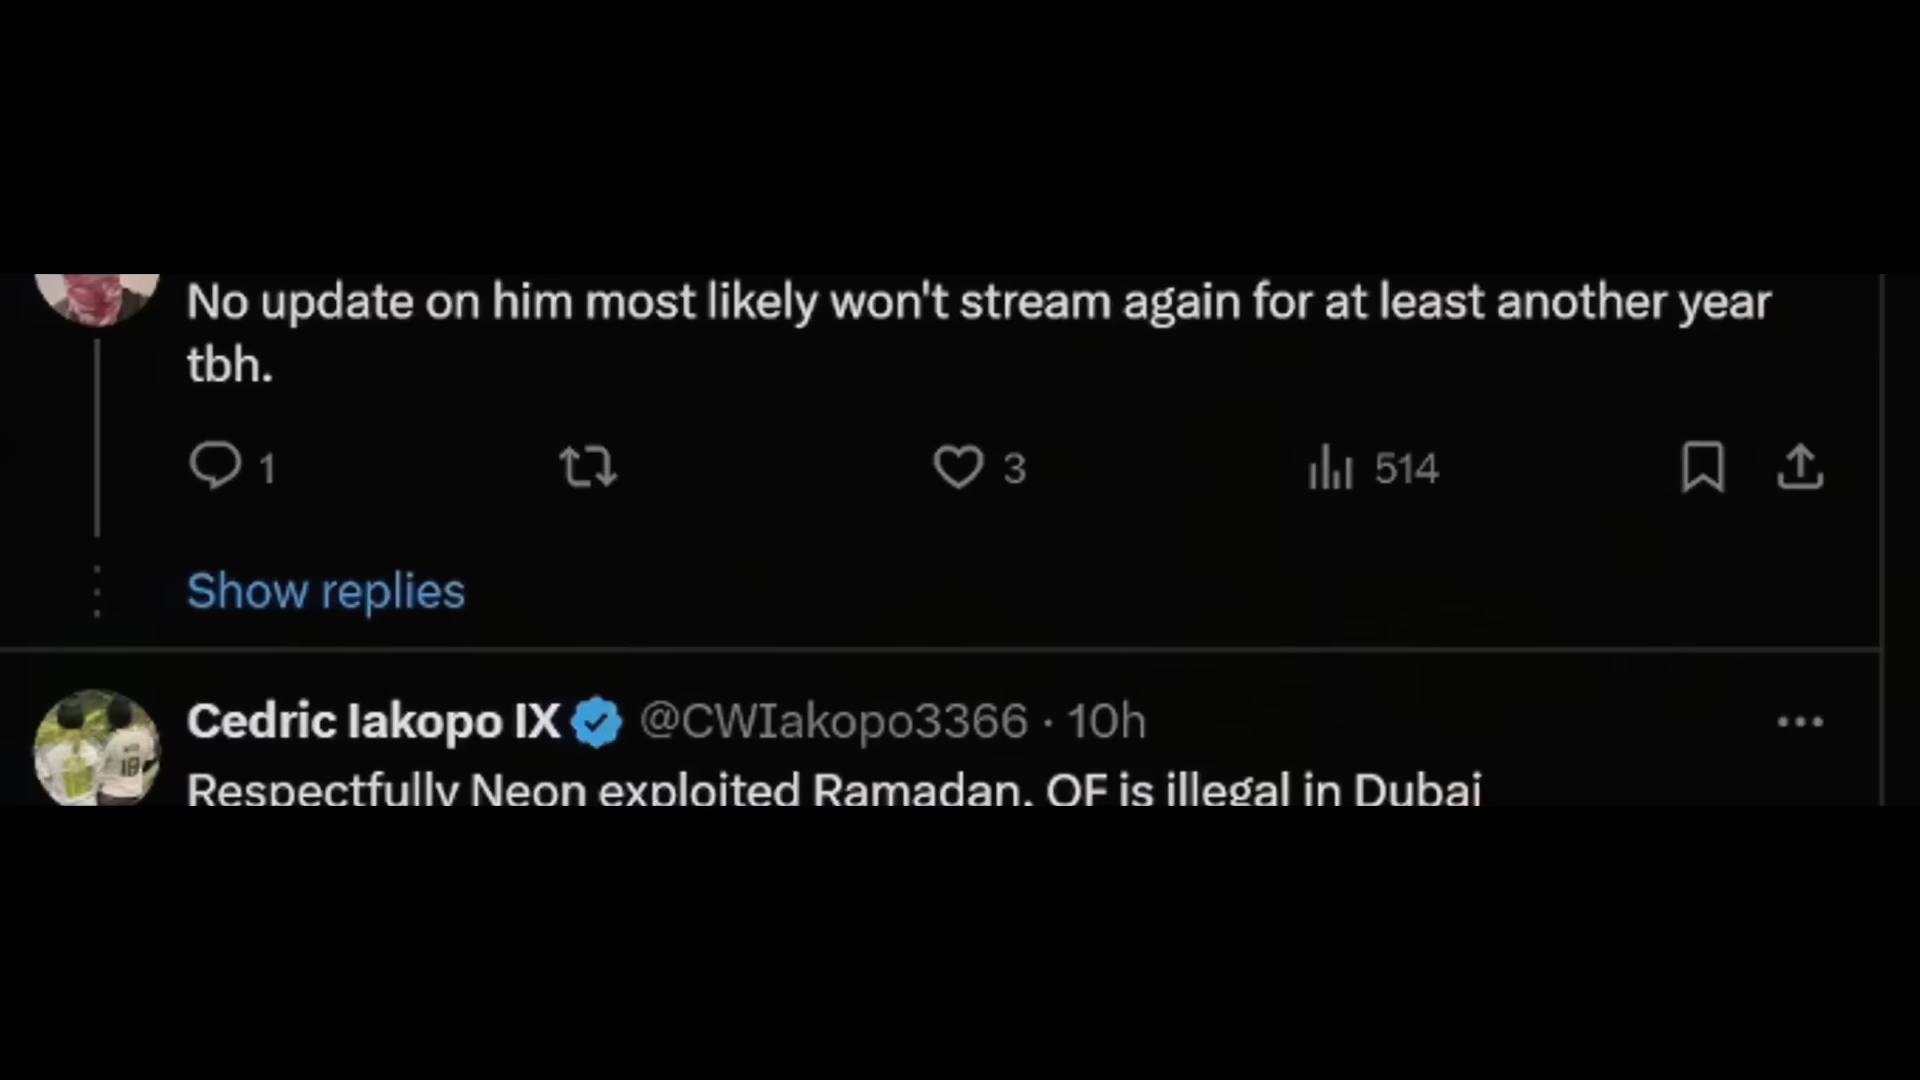 No update on him most likely won't stream again for at least another year
tbh.
1 3 514
Show replies
Cedric Iakopo IX @CWIakopo3366 · 10h
Respectfully Neon exploited Ramadan. OF is illegal in Dubai